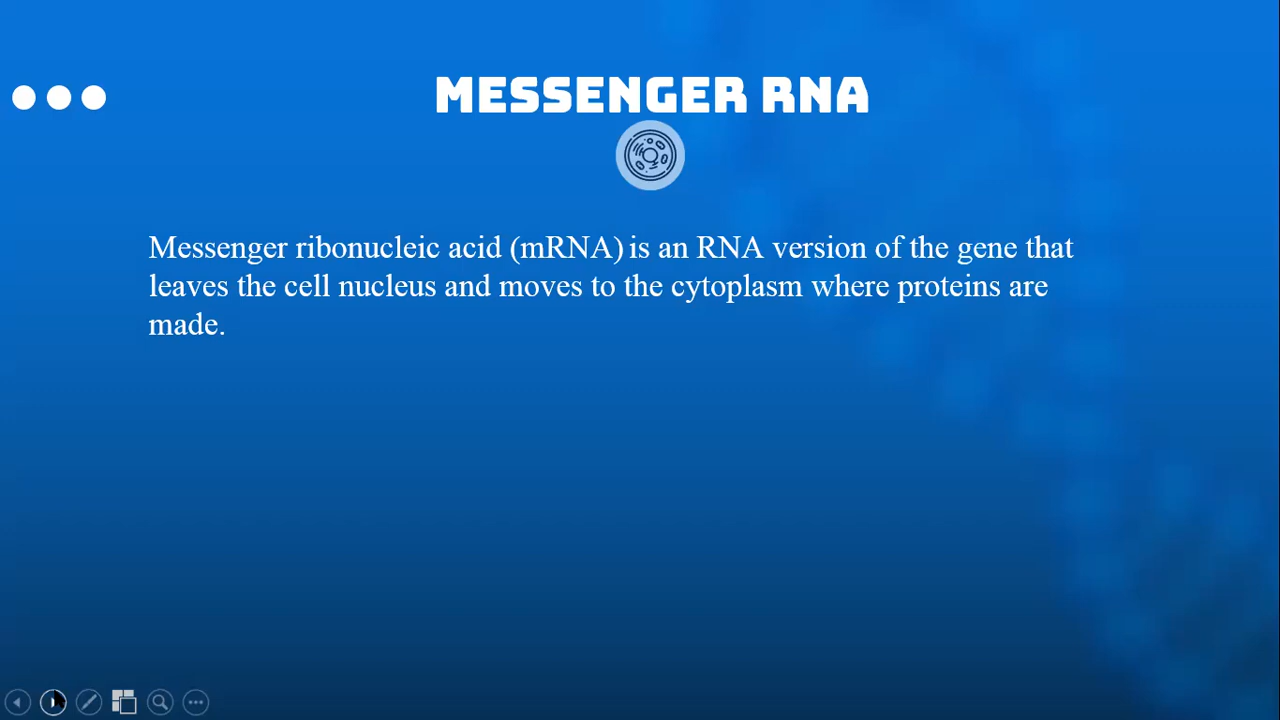 MESSENGER RNA
Messenger ribonucleic acid (mRNA) is an RNA version of the gene that
leaves the cell nucleus and moves to the cytoplasm where proteins are
made.